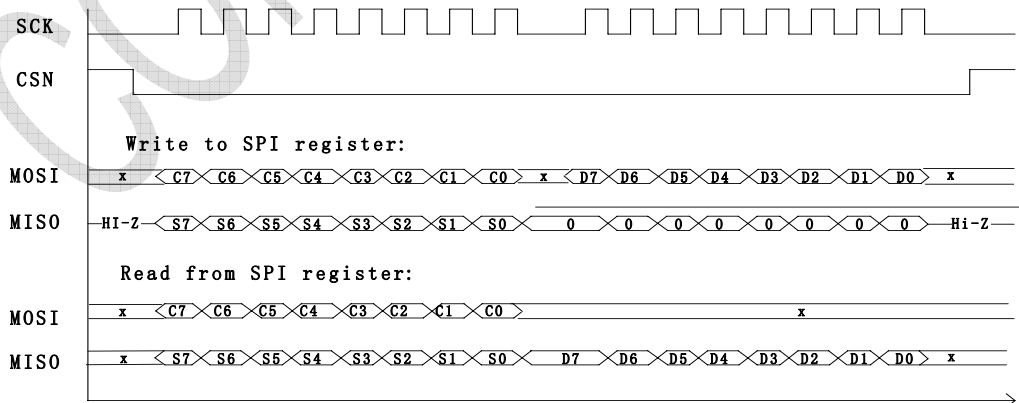 SCK
CSN
Write to SPI register:
MOSI x C7 C6 C5 C4 C3 C2 C1 C0 x D7 D6 D5 D4 D3 D2 D1 D0 x
MISO HI-Z S7 S6 S5 S4 S3 S2 S1 S0 0 0 0 0 0 0 0 0 Hi-Z
Read from SPI register:
MOSI x C7 C6 C5 C4 C3 C2 C1 C0 x
MISO x S7 S6 S5 S4 S3 S2 S1 S0 D7 D6 D5 D4 D3 D2 D1 D0 x